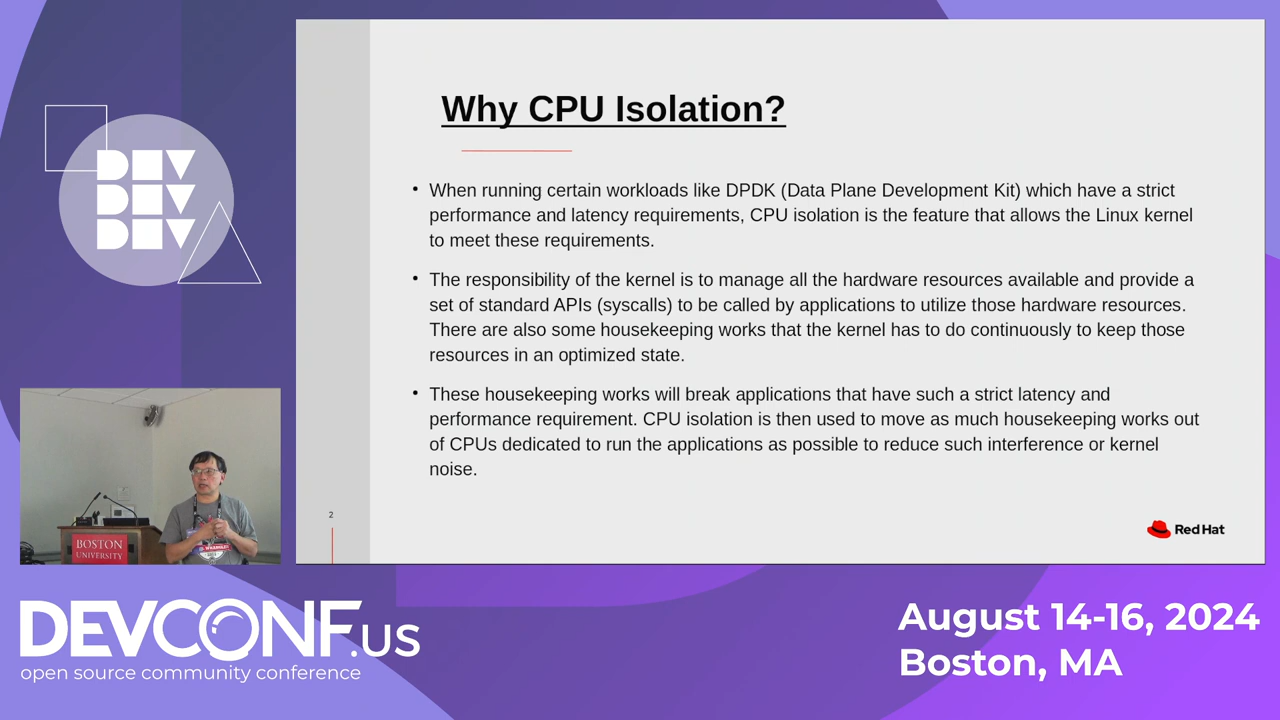 Why CPU Isolation?
• When running certain workloads like DPDK (Data Plane Development Kit) which have a strict
performance and latency requirements, CPU isolation is the feature that allows the Linux kernel
to meet these requirements.
• The responsibility of the kernel is to manage all the hardware resources available and provide a
set of standard APIs (syscalls) to be called by applications to utilize those hardware resources.
There are also some housekeeping works that the kernel has to do continuously to keep those
resources in an optimized state.
• These housekeeping works will break applications that have such a strict latency and
performance requirement. CPU isolation is then used to move as much housekeeping works out
of CPUs dedicated to run the applications as possible to reduce such interference or kernel
noise.
2
Red Hat
DEV
DEV
DEV
BOSTON
UNIVERSITY
DEVCONF.US
open source community conference
August 14-16, 2024
Boston, MA